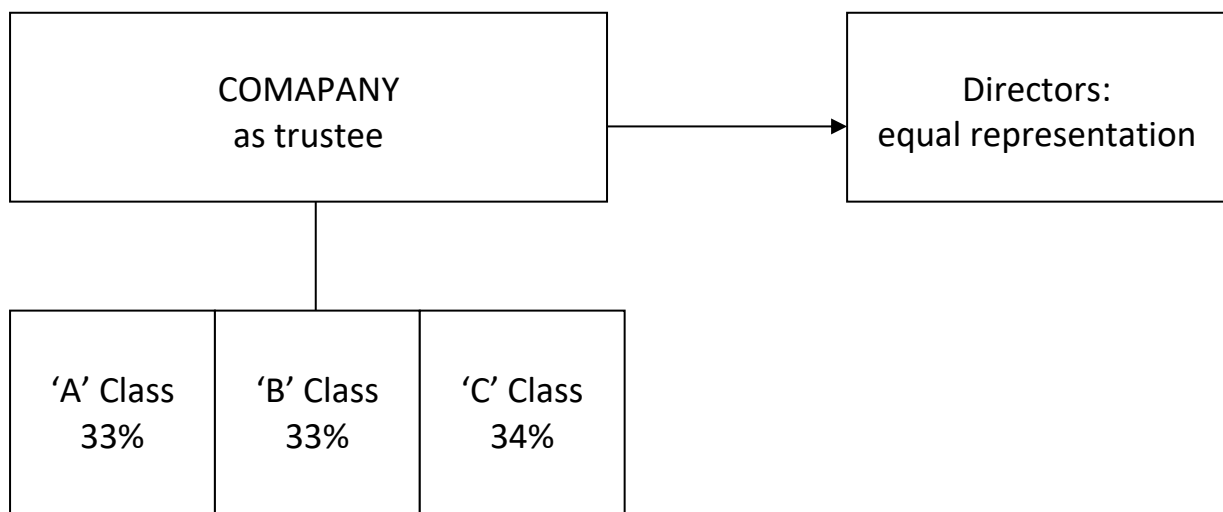 COMAPANY
as trustee
Directors:
equal representation
‘A’ Class
33%
‘B’ Class
33%
‘C’ Class
34%